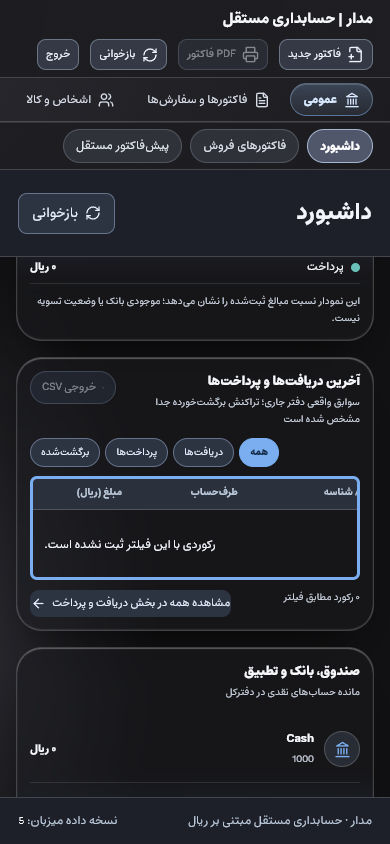 مدار | حسابداری مستقل
فاکتور جدید
PDF فاکتور
بازخوانی
خروج
عمومی
فاکتورها و سفارش‌ها
اشخاص و کالا
داشبورد
فاکتورهای فروش
پیش‌فاکتور مستقل
داشبورد
بازخوانی
پرداخت
۰ ریال
این نمودار نسبت مبالغ ثبت‌شده را نشان می‌دهد؛ موجودی بانک یا وضعیت تسویه
نیست.
آخرین دریافت‌ها و پرداخت‌ها
خروجی CSV
سوابق واقعی دفتر جاری؛ تراکنش برگشت‌خورده جدا
مشخص شده است
همه
دریافت‌ها
پرداخت‌ها
برگشت‌شده
/ شناسه
طرف‌حساب
مبلغ (ریال)
رکوردی با این فیلتر ثبت نشده است.
۰ رکورد مطابق فیلتر
مشاهده همه در بخش دریافت و پرداخت ←
صندوق، بانک و تطبیق
مانده حساب‌های نقدی در دفترکل
Cash
1000
۰ ریال
مدار · حسابداری مستقل مبتنی بر ریال
نسخه داده میزبان: 5